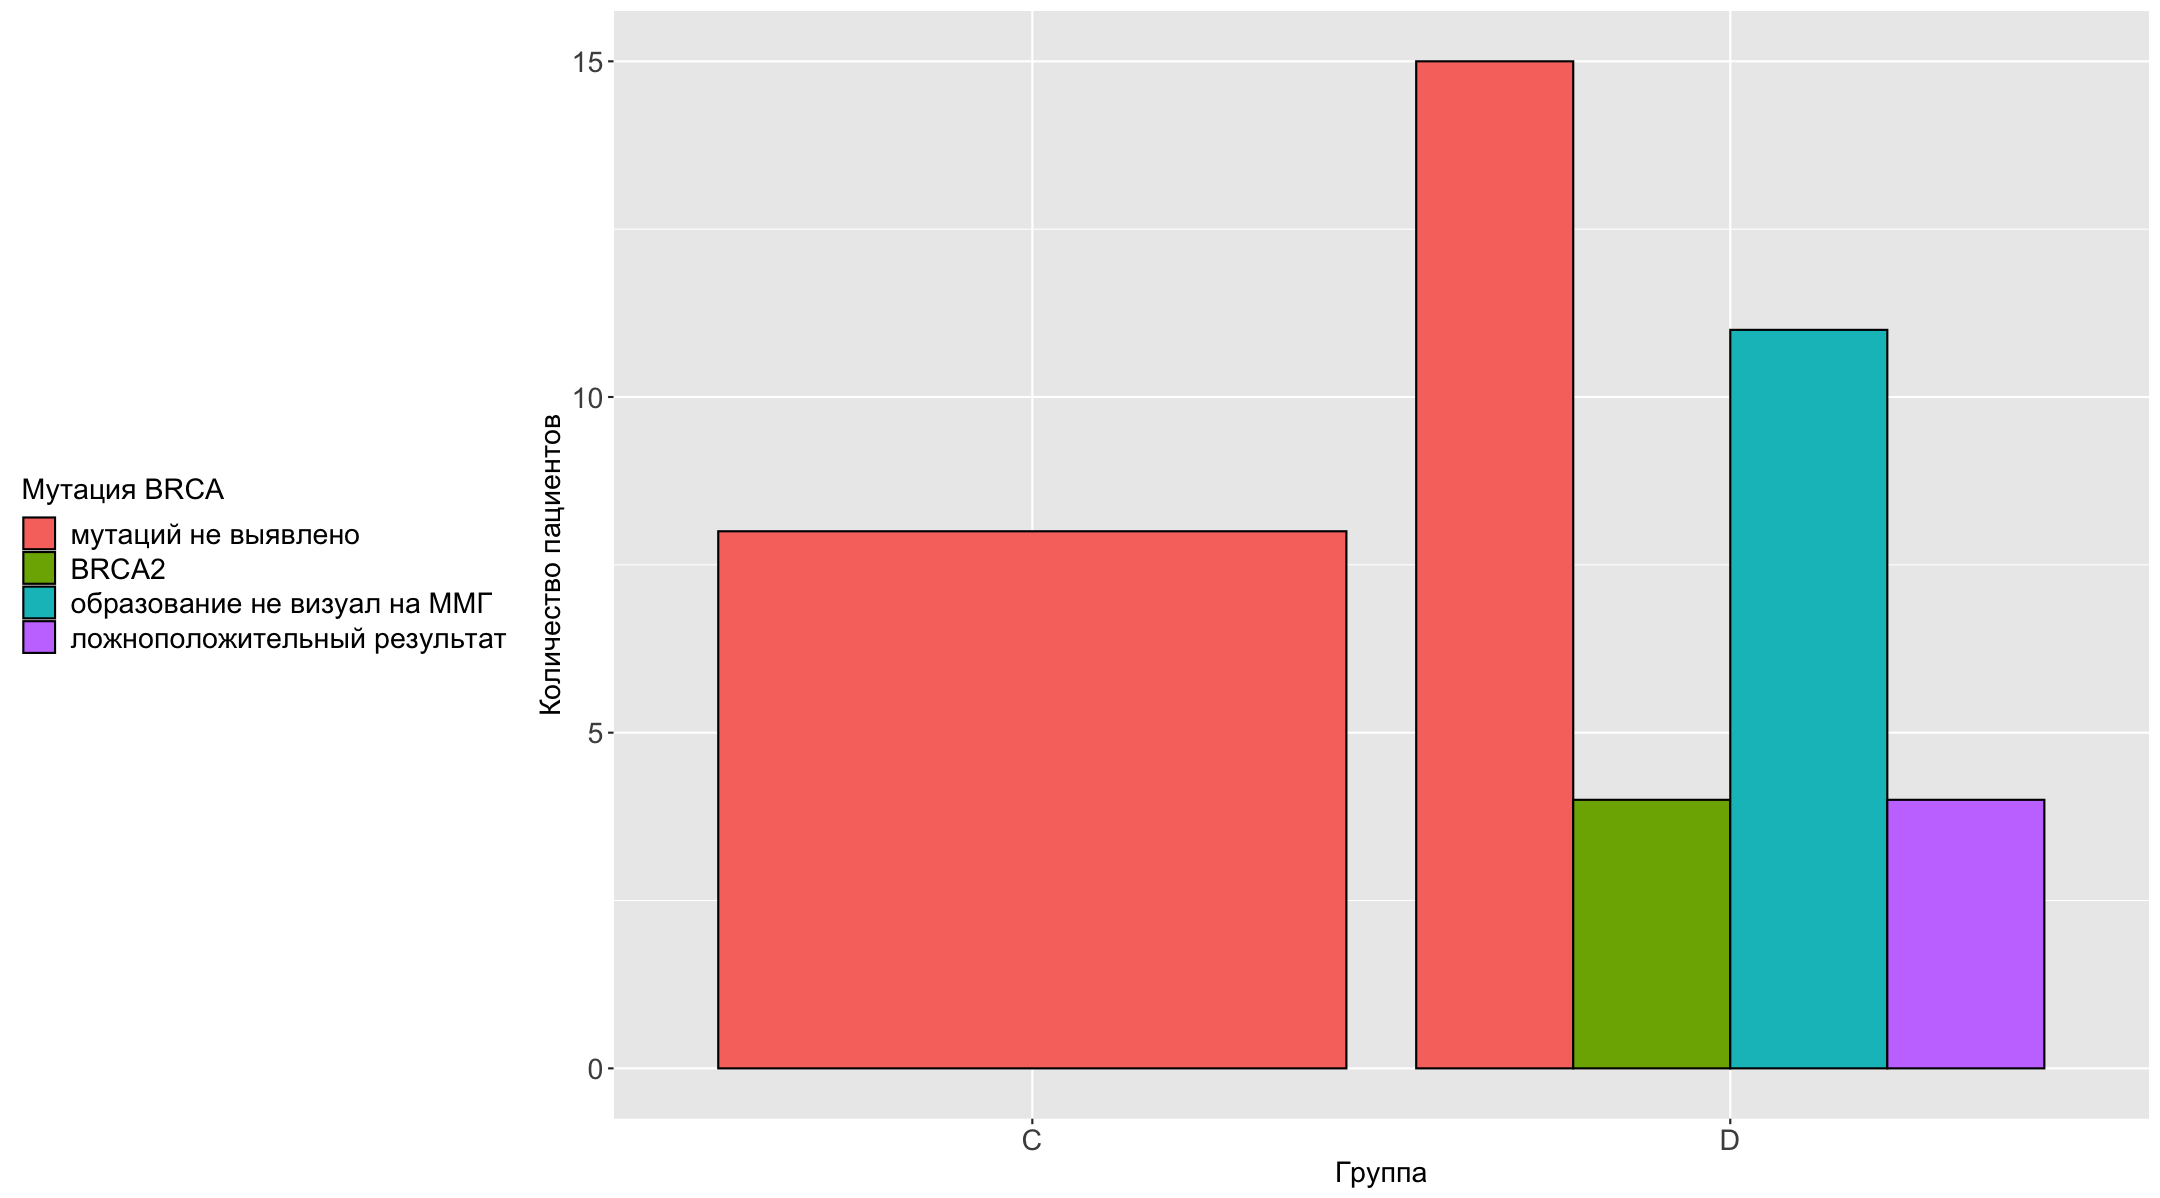 Мутация BRCA
мутаций не выявлено
BRCA2
образование не визуал на ММГ
ложноположительный результат
Количество пациентов
15
10
5
0
C
D
Группа